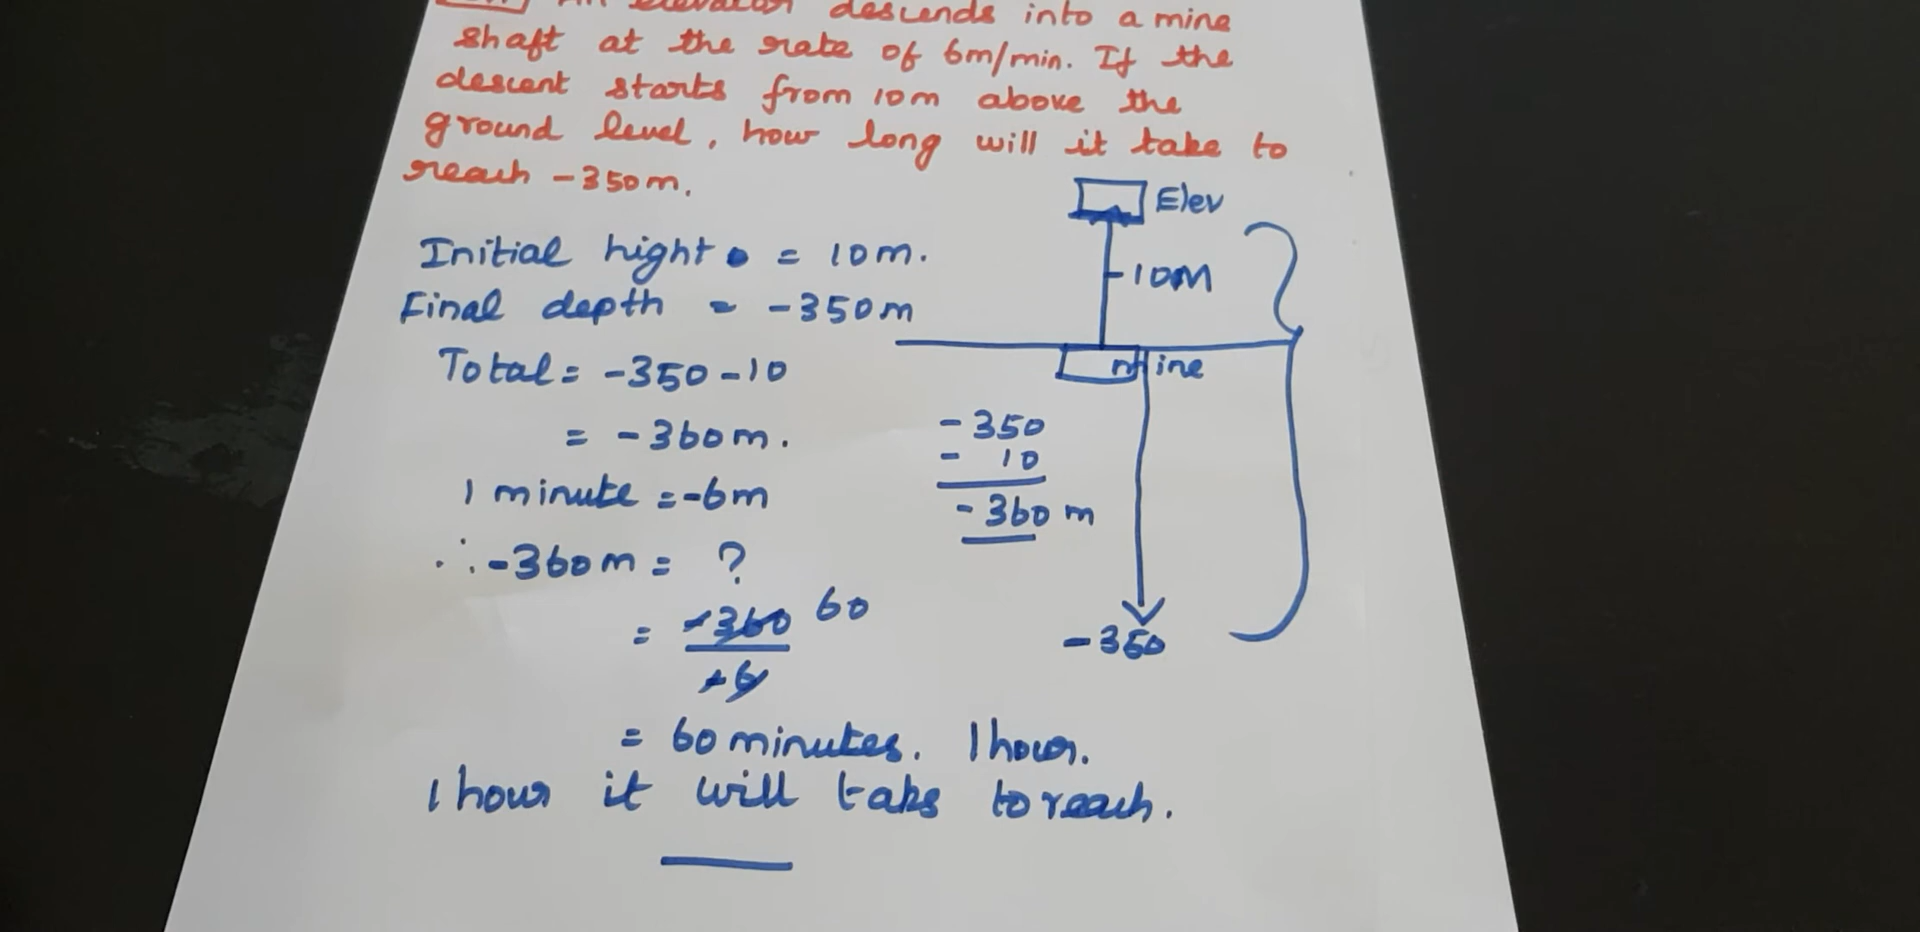 An elevator descends into a mine
shaft at the rate of 6m/min. If the
descent starts from 10m above the
ground level, how long will it take to
reach -350m.
Elev
Initial hight = 10m.
10M
Final depth = -350m
Total = -350-10
mine
= -360m.
-350
- 10
-360 m
1 minute = -6m
∴ -360m = ?
= -360/-6 60
-350
= 60 minutes. 1 hour.
1 hour it will take to reach.